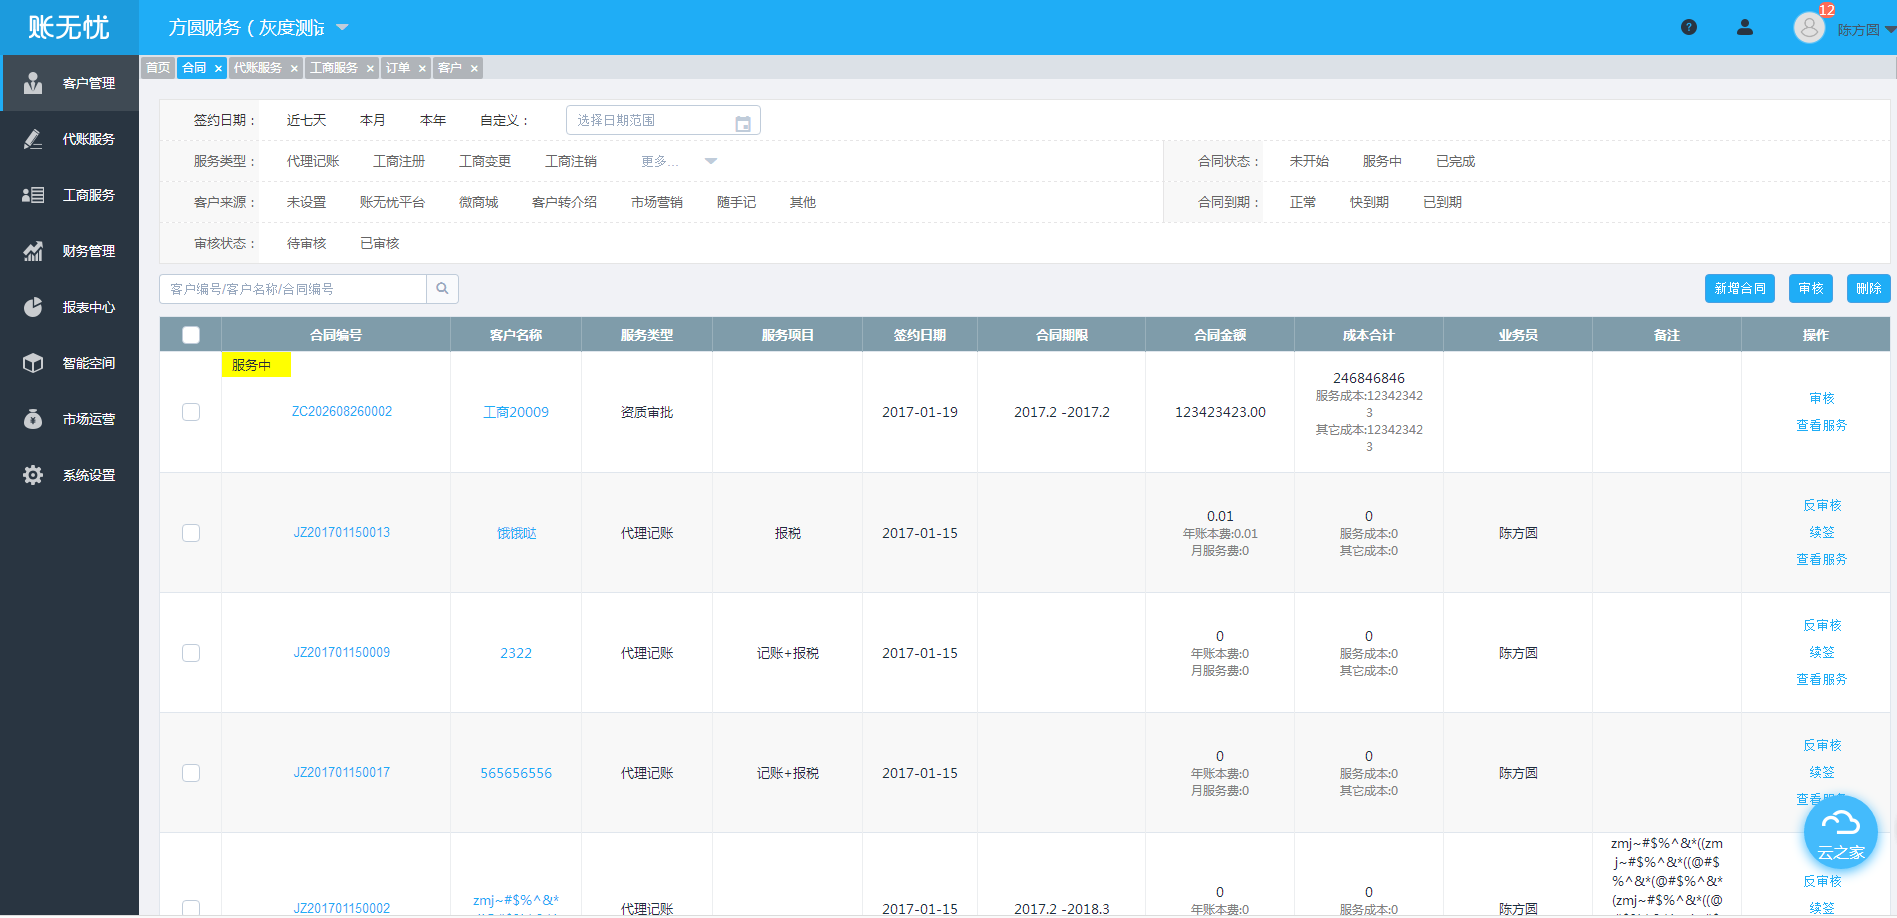 账无忧
方圆财务 ( 灰度测试
12
陈方圆
客户管理
代账服务
工商服务
财务管理
报表中心
智能空间
市场运营
系统设置
首页 合同 × 代账服务 × 工商服务 × 订单 × 客户 ×
签约日期： 近七天 本月 本年 自定义： 选择日期范围
服务类型： 代理记账 工商注册 工商变更 工商注销 更多... 合同状态： 未开始 服务中 已完成
客户来源： 未设置 账无忧平台 微商城 客户转介绍 市场营销 随手记 其他 合同到期： 正常 快到期 已到期
审核状态： 待审核 已审核
客户编号/客户名称/合同编号 新增合同 审核 删除
合同编号 客户名称 服务类型 服务项目 签约日期 合同期限 合同金额 成本合计 业务员 备注 操作
服务中
ZC202608260002 工商20009 资质审批 2017-01-19 2017.2 -2017.2 123423423.00
246846846
服务成本:12342342
3
其它成本:12342342
3
审核
查看服务
JZ201701150013 饿饿哒 代理记账 报税 2017-01-15
0.01
年账本费:0.01
月服务费:0
0
服务成本:0
其它成本:0
陈方圆
反审核
续签
查看服务
JZ201701150009 2322 代理记账 记账+报税 2017-01-15
0
年账本费:0
月服务费:0
0
服务成本:0
其它成本:0
陈方圆
反审核
续签
查看服务
JZ201701150017 565656556 代理记账 记账+报税 2017-01-15
0
年账本费:0
月服务费:0
0
服务成本:0
其它成本:0
陈方圆
反审核
续签
查看服务
云之家
JZ201701150002
zmj~#$%^&*
代理记账 2017-01-15 2017.2 -2018.3
0
年账本费:0
0
服务成本:0
陈方圆
zmj~#$%^&*((zm
j~#$%^&*((@#$
%^&*(@#$%^&*
(zmj~#$%^&*((@
反审核
续签